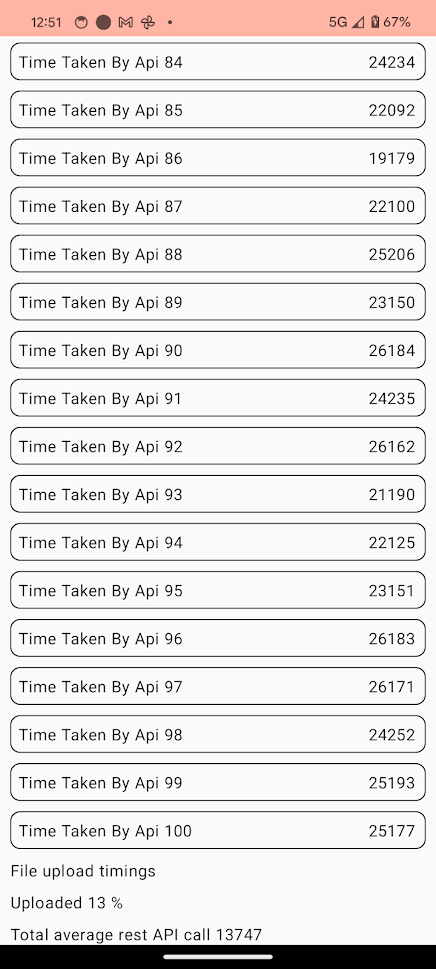 12:51 5G 67%
Time Taken By Api 84 24234
Time Taken By Api 85 22092
Time Taken By Api 86 19179
Time Taken By Api 87 22100
Time Taken By Api 88 25206
Time Taken By Api 89 23150
Time Taken By Api 90 26184
Time Taken By Api 91 24235
Time Taken By Api 92 26162
Time Taken By Api 93 21190
Time Taken By Api 94 22125
Time Taken By Api 95 23151
Time Taken By Api 96 26183
Time Taken By Api 97 26171
Time Taken By Api 98 24252
Time Taken By Api 99 25193
Time Taken By Api 100 25177
File upload timings
Uploaded 13 %
Total average rest API call 13747